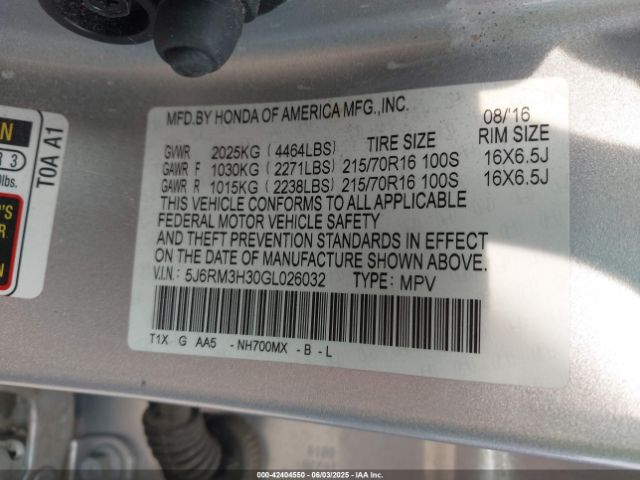 MFD.BY HONDA OF AMERICA MFG.,INC. 08/'16
GVWR 2025KG (4464LBS) TIRE SIZE RIM SIZE
GAWR F 1030KG (2271LBS) 215/70R16 100S 16X6.5J
GAWR R 1015KG (2238LBS) 215/70R16 100S 16X6.5J
THIS VEHICLE CONFORMS TO ALL APPLICABLE
FEDERAL MOTOR VEHICLE SAFETY
AND THEFT PREVENTION STANDARDS IN EFFECT
ON THE DATE OF MANUFACTURE SHOWN ABOVE.
V.I.N.: 5J6RM3H30GL026032 TYPE: MPV
T1X G AA5 -NH700MX -B-L
T0A A1
N
R 3
lbs.
'S
R
000-42404550 - 06/03/2025 - IAA Inc.